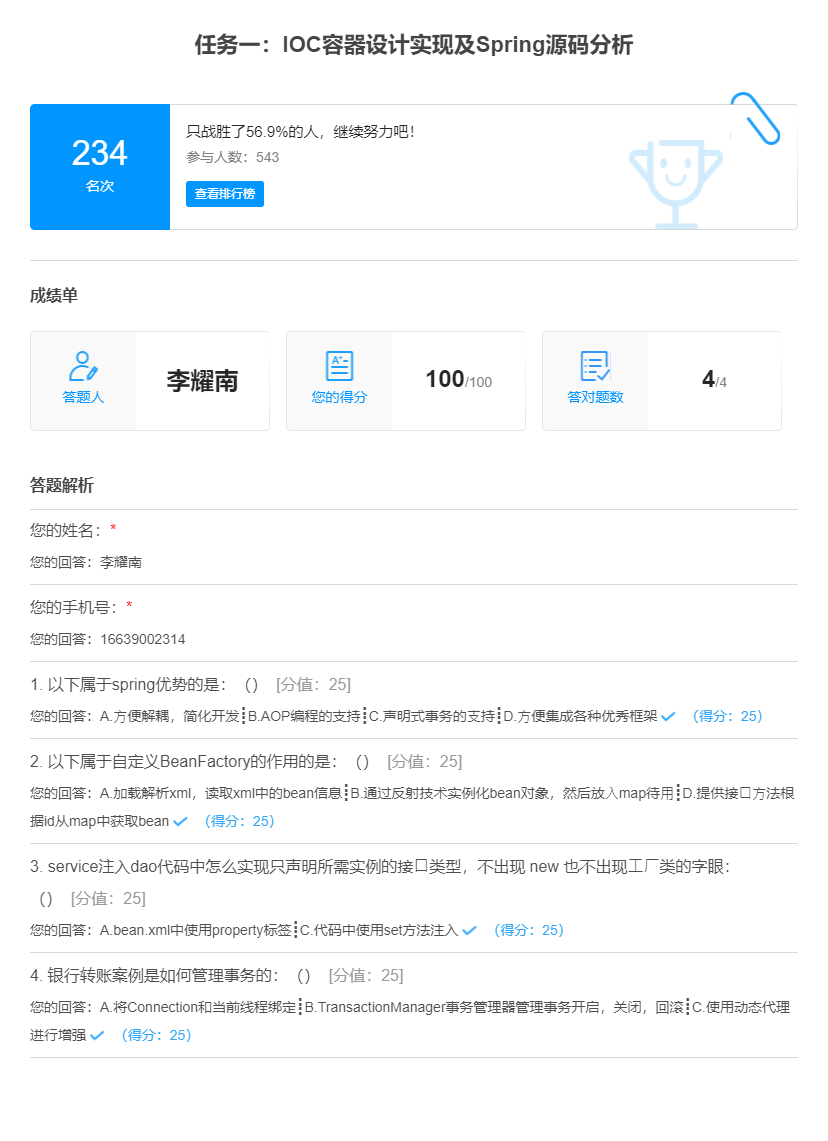 任务一：IOC容器设计实现及Spring源码分析
234
名次
只战胜了56.9%的人，继续努力吧！
参与人数：543
查看排行榜
成绩单
答题人
李耀南
A+-
您的得分
100/100
答对题数
4/4
答题解析
您的姓名：*
您的回答：李耀南
您的手机号：*
您的回答：16639002314
1. 以下属于spring优势的是：（） [分值：25]
您的回答：A.方便解耦，简化开发┋B.AOP编程的支持┋C.声明式事务的支持┋D.方便集成各种优秀框架 （得分：25）
2. 以下属于自定义BeanFactory的作用的是：（） [分值：25]
您的回答：A.加载解析xml，读取xml中的bean信息┋B.通过反射技术实例化bean对象，然后放入map待用┋D.提供接口方法根
据id从map中获取bean （得分：25）
3. service注入dao代码中怎么实现只声明所需实例的接口类型，不出现 new 也不出现工厂类的字眼：
（） [分值：25]
您的回答：A.bean.xml中使用property标签┋C.代码中使用set方法注入 （得分：25）
4. 银行转账案例是如何管理事务的：（） [分值：25]
您的回答：A.将Connection和当前线程绑定┋B.TransactionManager事务管理器管理事务开启，关闭，回滚┋C.使用动态代理
进行增强 （得分：25）